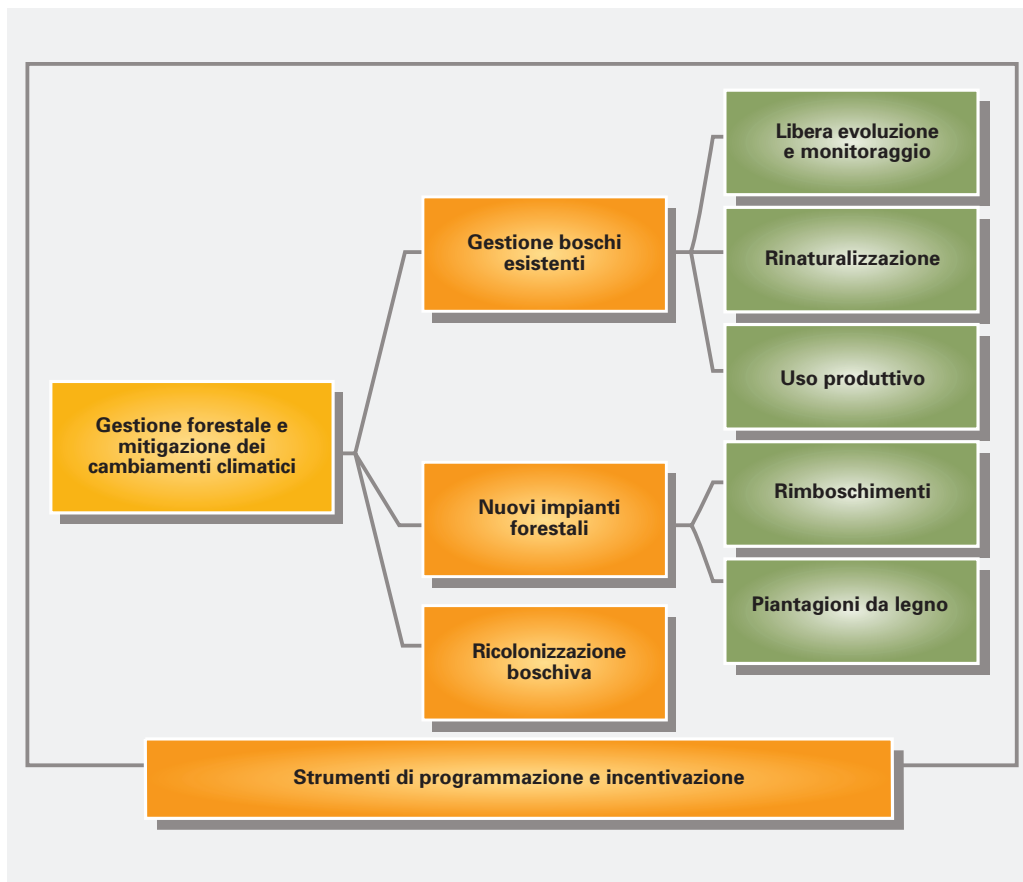 Gestione forestale e
mitigazione dei
cambiamenti climatici
Gestione boschi
esistenti
Nuovi impianti
forestali
Ricolonizzazione
boschiva
Libera evoluzione
e monitoraggio
Rinaturalizzazione
Uso produttivo
Rimboschimenti
Piantagioni da legno
Strumenti di programmazione e incentivazione